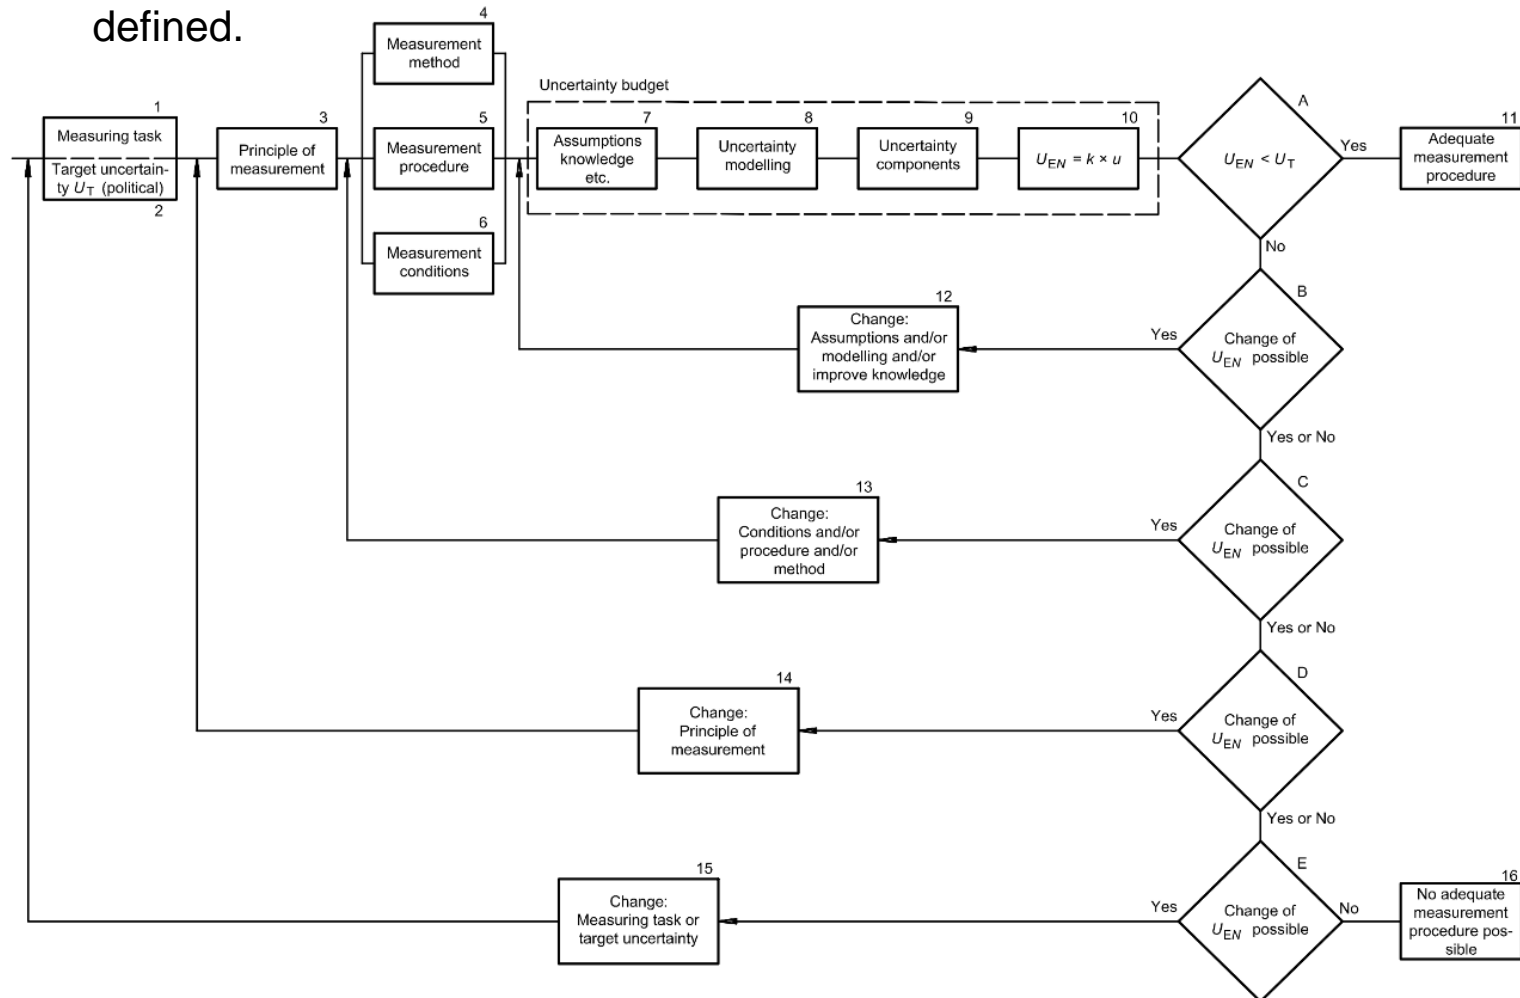 defined.
4
Measurement
method
Uncertainty budget
1
Measuring task
Target uncertain-
ty U_T (political)
2
3
Principle of
measurement
5
Measurement
procedure
6
Measurement
conditions
7
Assumptions
knowledge
etc.
8
Uncertainty
modelling
9
Uncertainty
components
10
U_EN = k × u
A
U_EN < U_T
Yes
11
Adequate
measurement
procedure
No
B
Change of
U_EN possible
Yes
12
Change:
Assumptions and/or
modelling and/or
improve knowledge
Yes or No
C
Change of
U_EN possible
Yes
13
Change:
Conditions and/or
procedure and/or
method
Yes or No
D
Change of
U_EN possible
Yes
14
Change:
Principle of
measurement
Yes or No
E
Change of
U_EN possible
Yes
15
Change:
Measuring task or
target uncertainty
No
16
No adequate
measurement
procedure pos-
sible